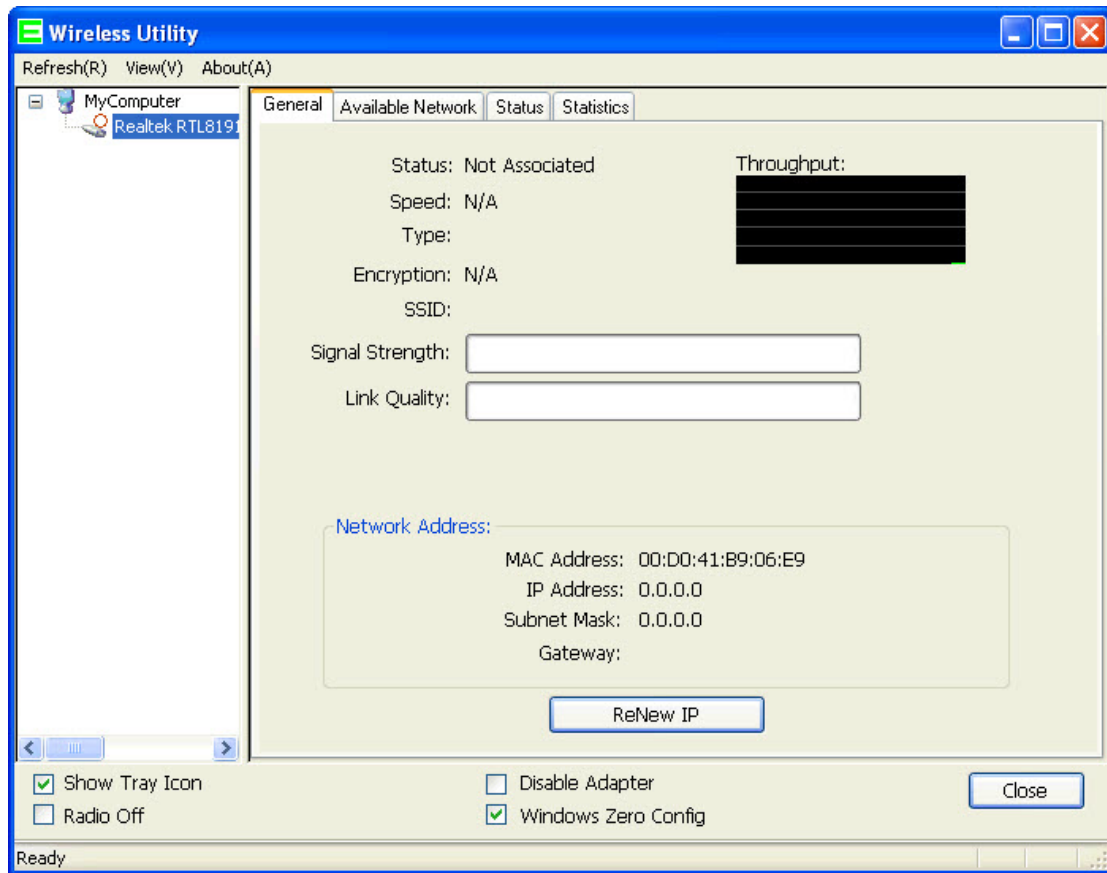 Wireless Utility
Refresh(R) View(V) About(A)
MyComputer
Realtek RTL8191
General Available Network Status Statistics
Status: Not Associated
Throughput:
Speed: N/A
Type:
Encryption: N/A
SSID:
Signal Strength:
Link Quality:
Network Address:
MAC Address: 00:D0:41:B9:06:E9
IP Address: 0.0.0.0
Subnet Mask: 0.0.0.0
Gateway:
ReNew IP
Show Tray Icon
Disable Adapter
Close
Radio Off
Windows Zero Config
Ready